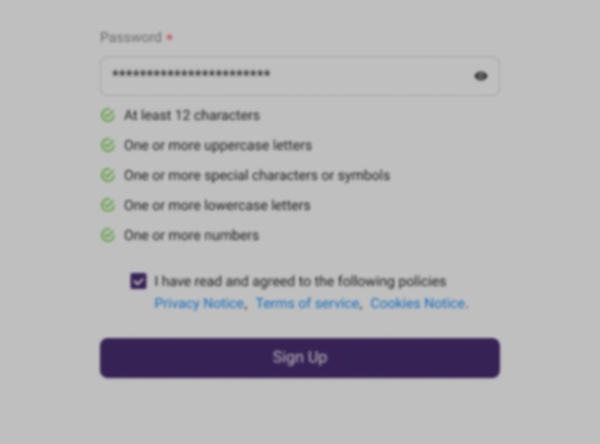 Password *
***********************
At least 12 characters
One or more uppercase letters
One or more special characters or symbols
One or more lowercase letters
One or more numbers
I have read and agreed to the following policies
Privacy Notice, Terms of service, Cookies Notice.
Sign Up